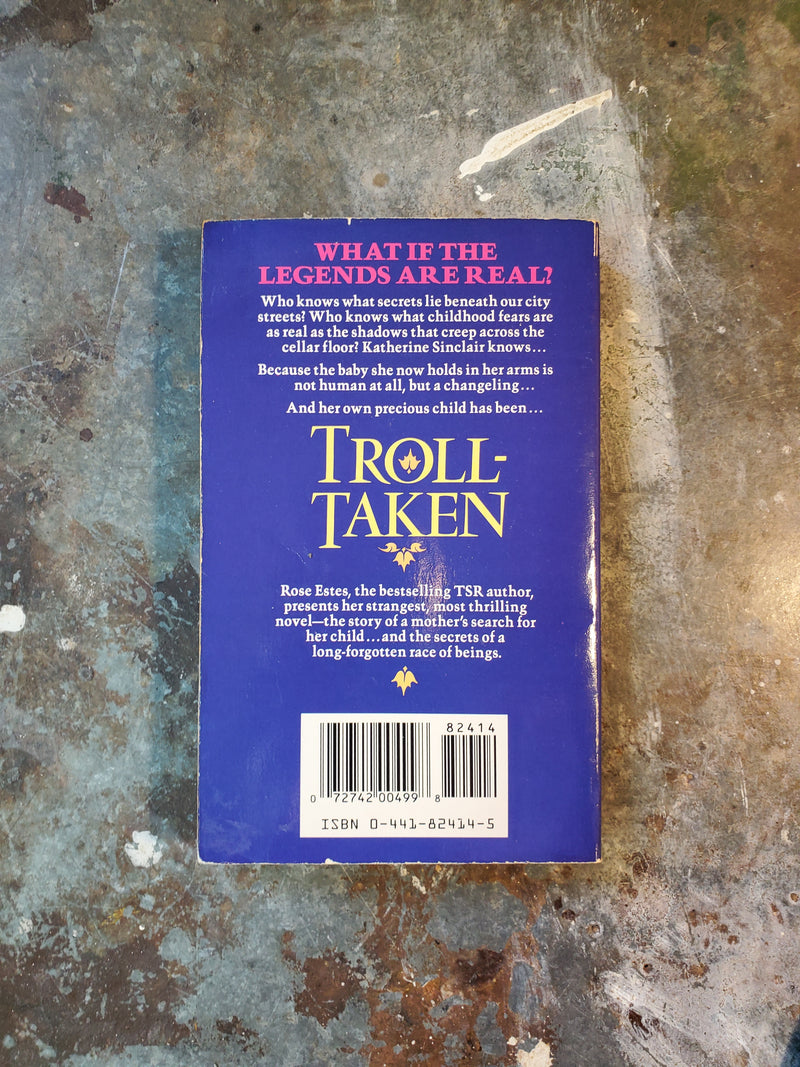 WHAT IF THE
LEGENDS ARE REAL?
Who knows what secrets lie beneath our city
streets? Who knows what childhood fears are
as real as the shadows that creep across the
cellar floor? Katherine Sinclair knows...
Because the baby she now holds in her arms is
not human at all, but a changeling...
And her own precious child has been...
TROLL-
TAKEN
Rose Estes, the bestselling TSR author,
presents her strangest, most thrilling
novel—the story of a mother's search for
her child...and the secrets of a
long-forgotten race of beings.
82414
0 72742 00499 8
ISBN 0-441-82414-5